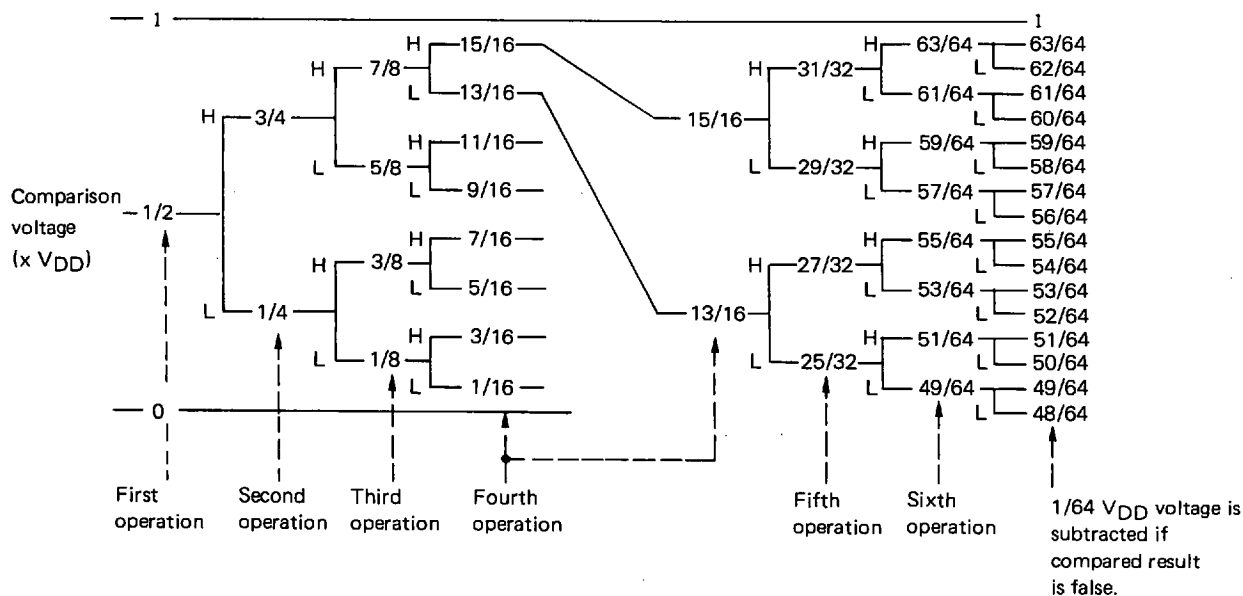 1 1
H 15/16 H 63/64 63/64
H 7/8 H 31/32 L 62/64
L 13/16 L 61/64 61/64
H 3/4 15/16 L 60/64
H 11/16 H 59/64 59/64
L 5/8 L 29/32 L 58/64
L 9/16 L 57/64 57/64
Comparison
voltage
(x VDD)
1/2 L 56/64
H 7/16 H 55/64 55/64
H 3/8 H 27/32 L 54/64
L 5/16 L 53/64 53/64
L 1/4 13/16 L 52/64
H 3/16 H 51/64 51/64
L 1/8 L 25/32 L 50/64
L 1/16 L 49/64 49/64
0 L 48/64
First
operation
Second
operation
Third
operation
Fourth
operation
Fifth
operation
Sixth
operation
1/64 VDD voltage is
subtracted if
compared result
is false.